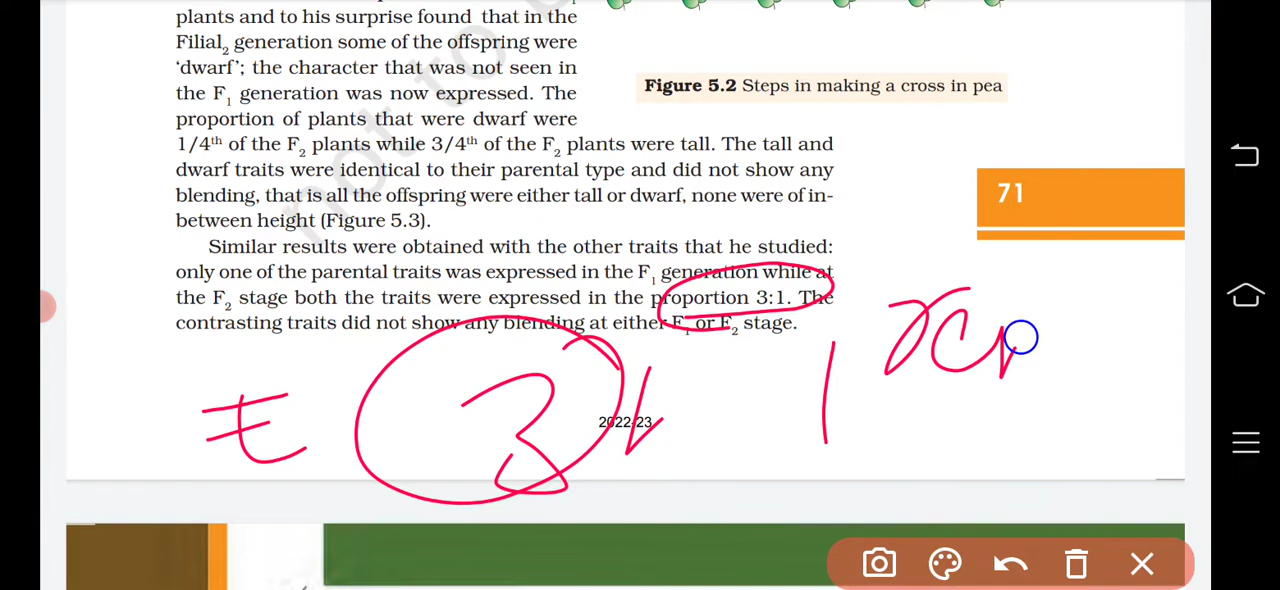 plants and to his surprise found that in the
Filial₂ generation some of the offspring were
‘dwarf’; the character that was not seen in
the F₁ generation was now expressed. The
proportion of plants that were dwarf were
1/4ᵗʰ of the F₂ plants while 3/4ᵗʰ of the F₂ plants were tall. The tall and
dwarf traits were identical to their parental type and did not show any
blending, that is all the offspring were either tall or dwarf, none were of in-
between height (Figure 5.3).
Similar results were obtained with the other traits that he studied:
only one of the parental traits was expressed in the F₁ generation while at
the F₂ stage both the traits were expressed in the proportion 3:1. The
contrasting traits did not show any blending at either F₁ or F₂ stage.
Figure 5.2 Steps in making a cross in pea
71
3
1
2022-23
not to